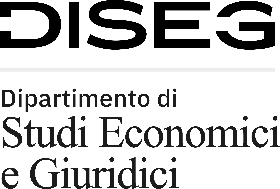 DISEG
Dipartimento di
Studi Economici
e Giuridici